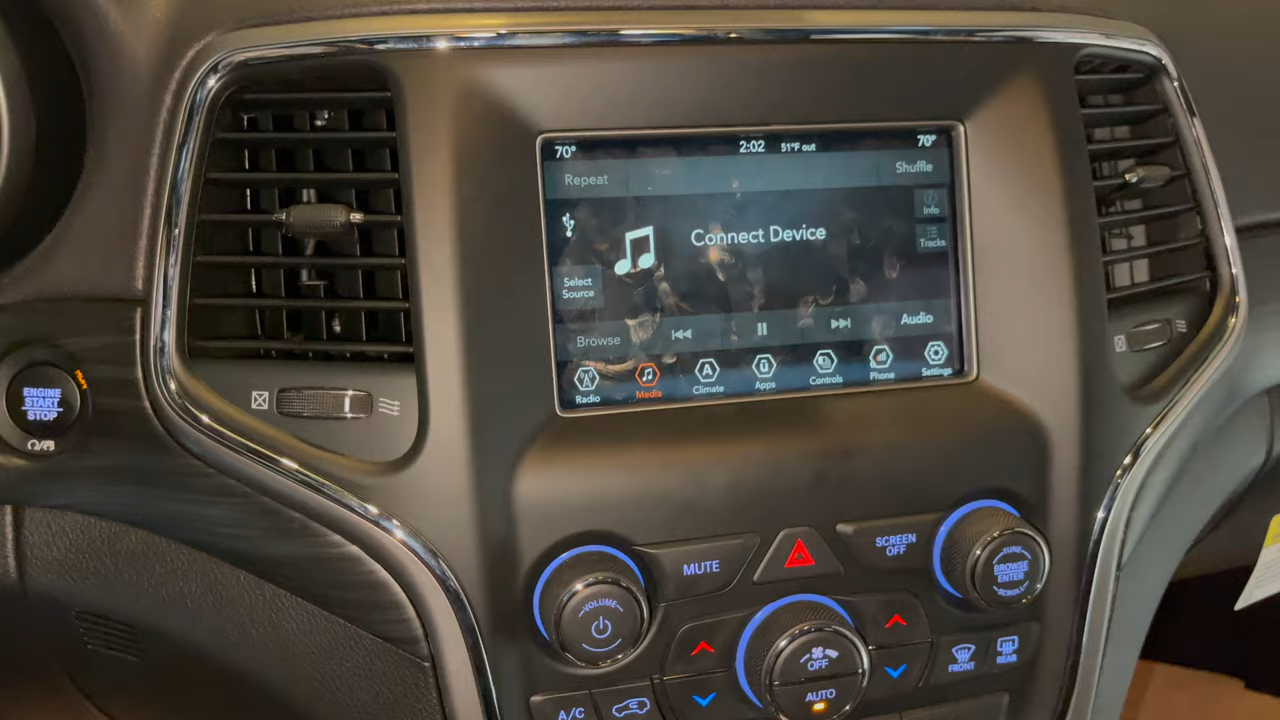 70°
2:02
51°F out
70°
Repeat
Shuffle
Info
Connect Device
Tracks
Select
Source
Audio
Browse
Radio
Media
Climate
Apps
Controls
Phone
Settings
ENGINE
START
STOP
RUN
MUTE
SCREEN
OFF
VOLUME
TUNE
BROWSE
ENTER
SCROLL
OFF
FRONT
REAR
A/C
AUTO